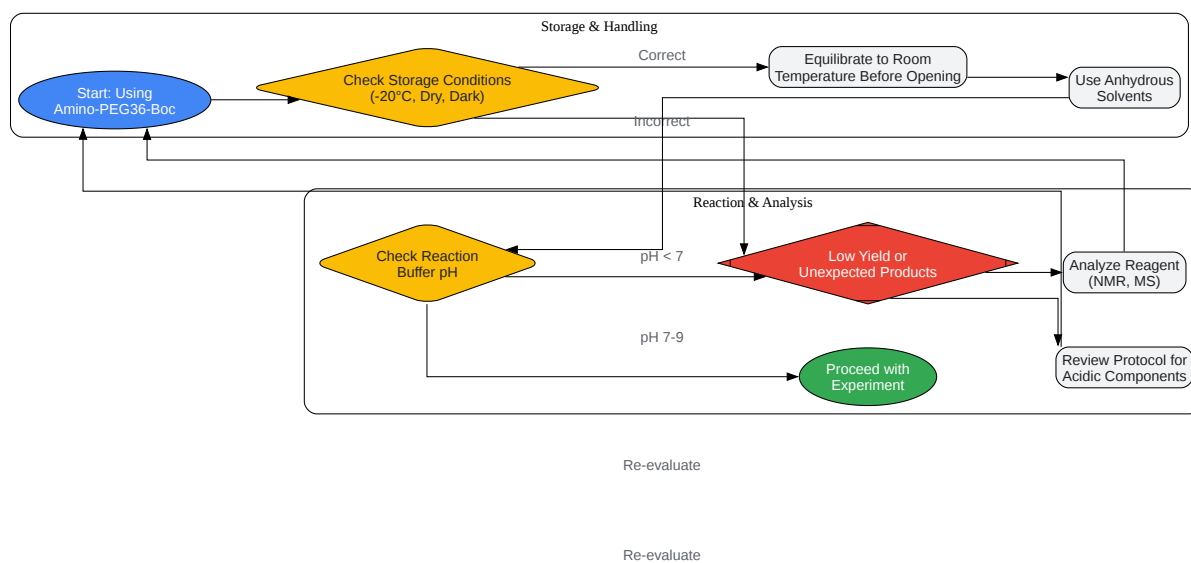 Storage & Handling
Start: Using
Amino-PEG36-Boc
Check Storage Conditions
(-20°C, Dry, Dark)
Correct
Incorrect
Equilibrate to Room
Temperature Before Opening
Use Anhydrous
Solvents
Reaction & Analysis
Check Reaction
Buffer pH
pH < 7
pH 7-9
Low Yield or
Unexpected Products
Analyze Reagent
(NMR, MS)
Proceed with
Experiment
Review Protocol for
Acidic Components
Re-evaluate
Re-evaluate